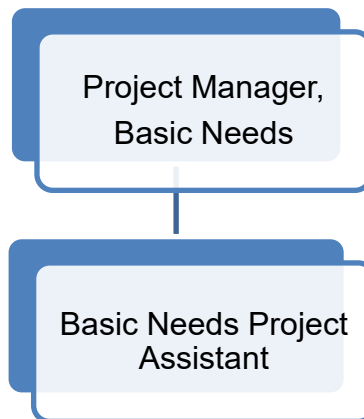 Project Manager,
Basic Needs
Basic Needs Project
Assistant